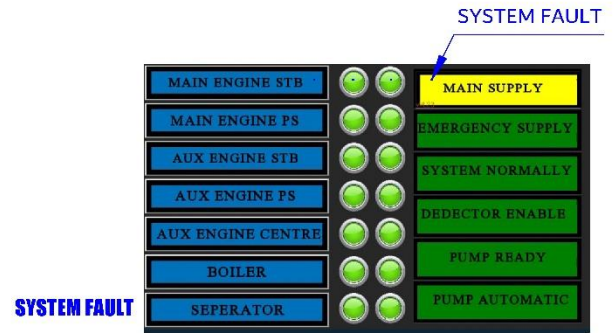 SYSTEM FAULT
MAIN ENGINE STB
MAIN SUPPLY
MAIN ENGINE PS
EMERGENCY SUPPLY
AUX ENGINE STB
SYSTEM NORMALLY
AUX ENGINE PS
DEDECTOR ENABLE
AUX ENGINE CENTRE
PUMP READY
BOILER
PUMP AUTOMATIC
SYSTEM FAULT
SEPERATOR